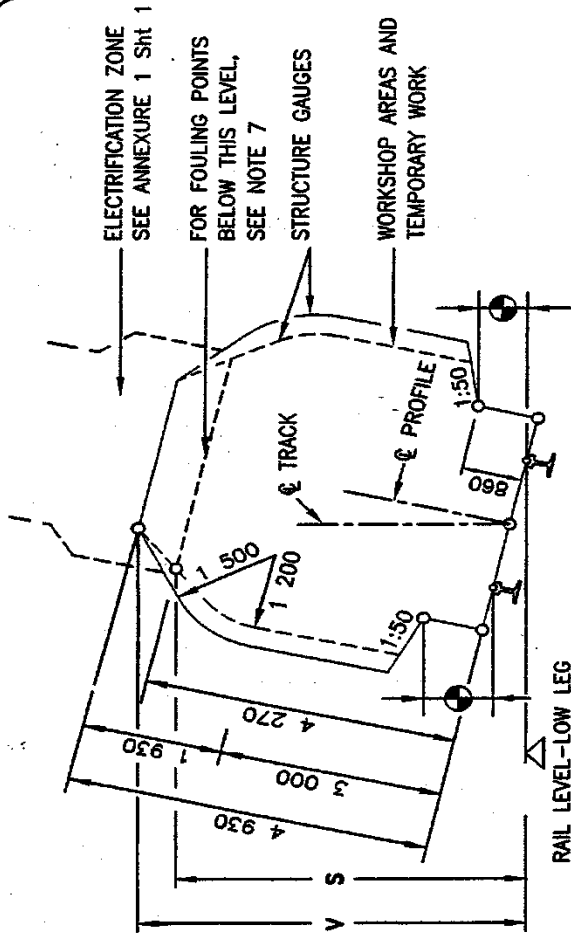 ELECTRIFICATION ZONE
SEE ANNEXURE 1 Sht 1
FOR FOULING POINTS
BELOW THIS LEVEL,
SEE NOTE 7
STRUCTURE GAUGES
WORKSHOP AREAS AND
TEMPORARY WORK
1 500
1 200
℄ TRACK
℄ PROFILE
1:50
1:50
860
4 270
1 930
3 000
4 930
S
V
RAIL LEVEL-LOW LEG